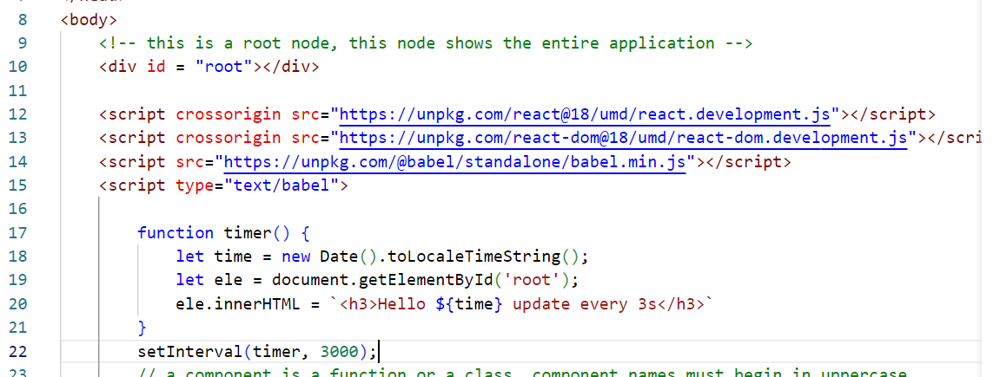 8 <body>
9 <!-- this is a root node, this node shows the entire application -->
10 <div id = "root"></div>
11
12 <script crossorigin src="https://unpkg.com/react@18/umd/react.development.js"></script>
13 <script crossorigin src="https://unpkg.com/react-dom@18/umd/react-dom.development.js"></scri
14 <script src="https://unpkg.com/@babel/standalone/babel.min.js"></script>
15 <script type="text/babel">
16
17 function timer() {
18 let time = new Date().toLocaleTimeString();
19 let ele = document.getElementById('root');
20 ele.innerHTML = `<h3>Hello ${time} update every 3s</h3>`
21 }
22 setInterval(timer, 3000);
23 // a component is a function or a class, component names must begin in uppercase